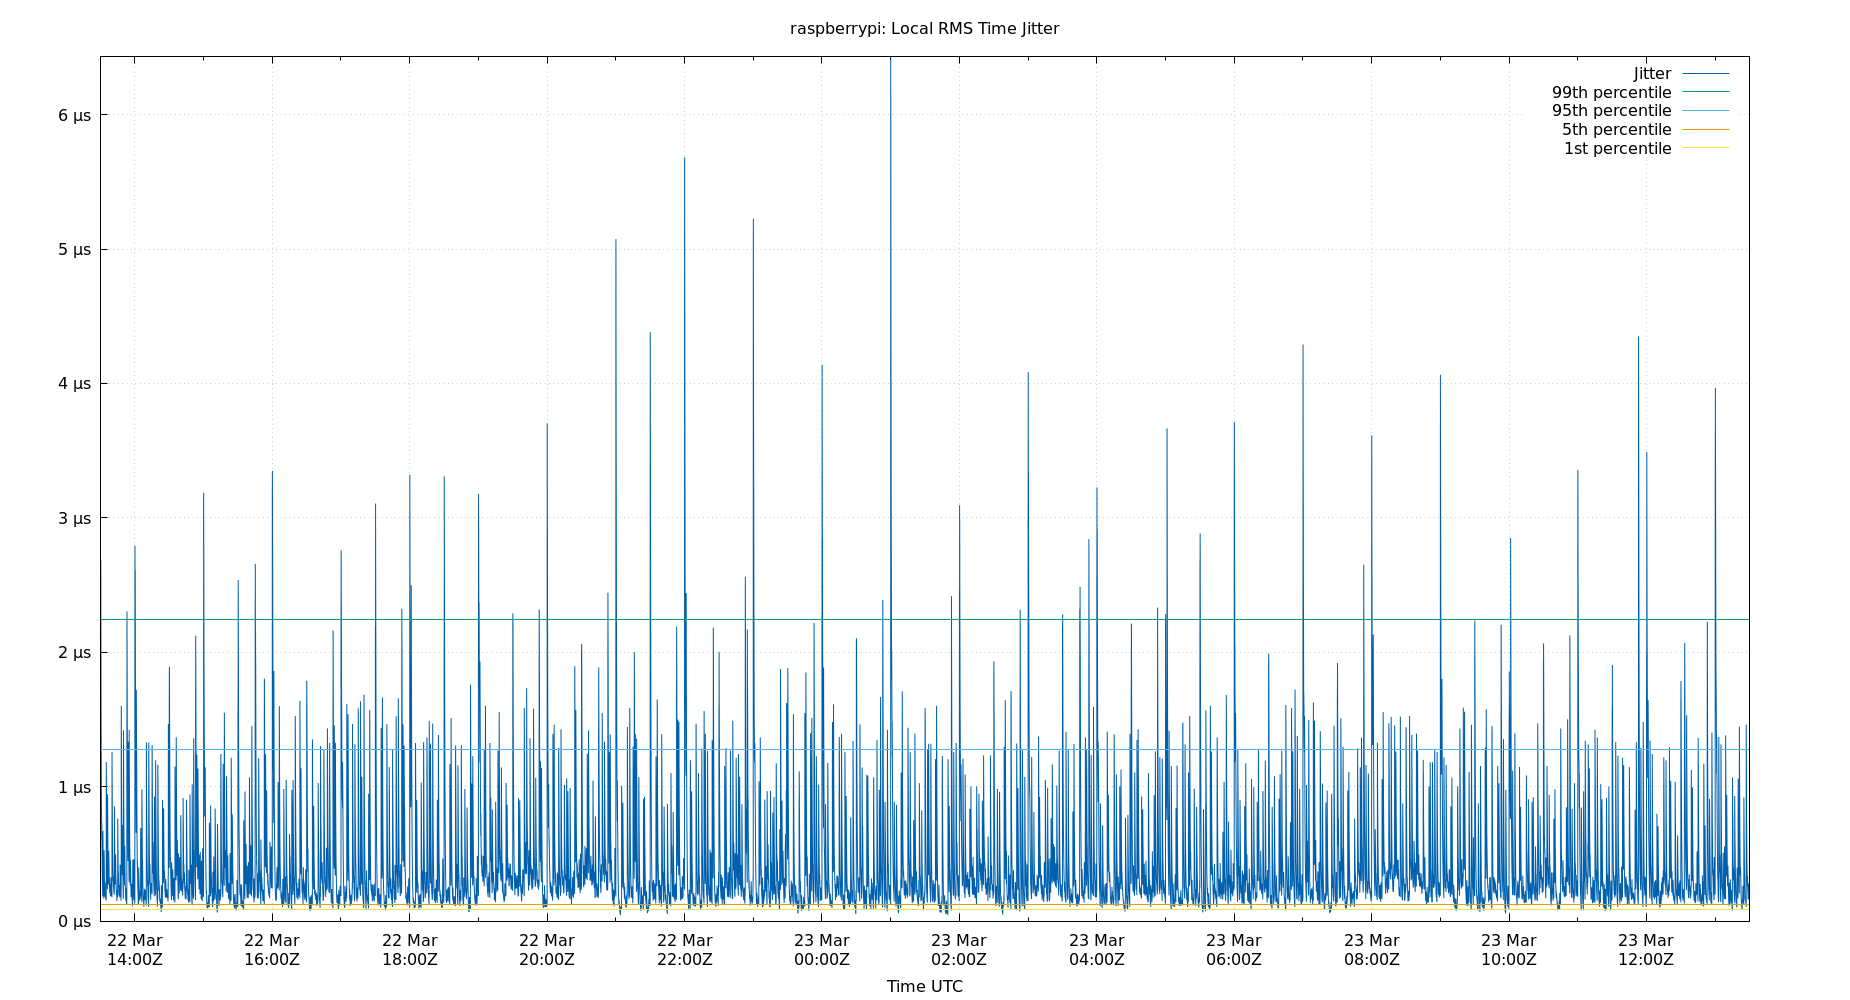 raspberrypi: Local RMS Time Jitter
Jitter
99th percentile
95th percentile
5th percentile
1st percentile
6 μs
5 μs
4 μs
3 μs
2 μs
1 μs
0 μs
22 Mar 22 Mar 22 Mar 22 Mar 22 Mar 23 Mar 23 Mar 23 Mar 23 Mar 23 Mar 23 Mar 23 Mar
14:00Z 16:00Z 18:00Z 20:00Z 22:00Z 00:00Z 02:00Z 04:00Z 06:00Z 08:00Z 10:00Z 12:00Z
Time UTC